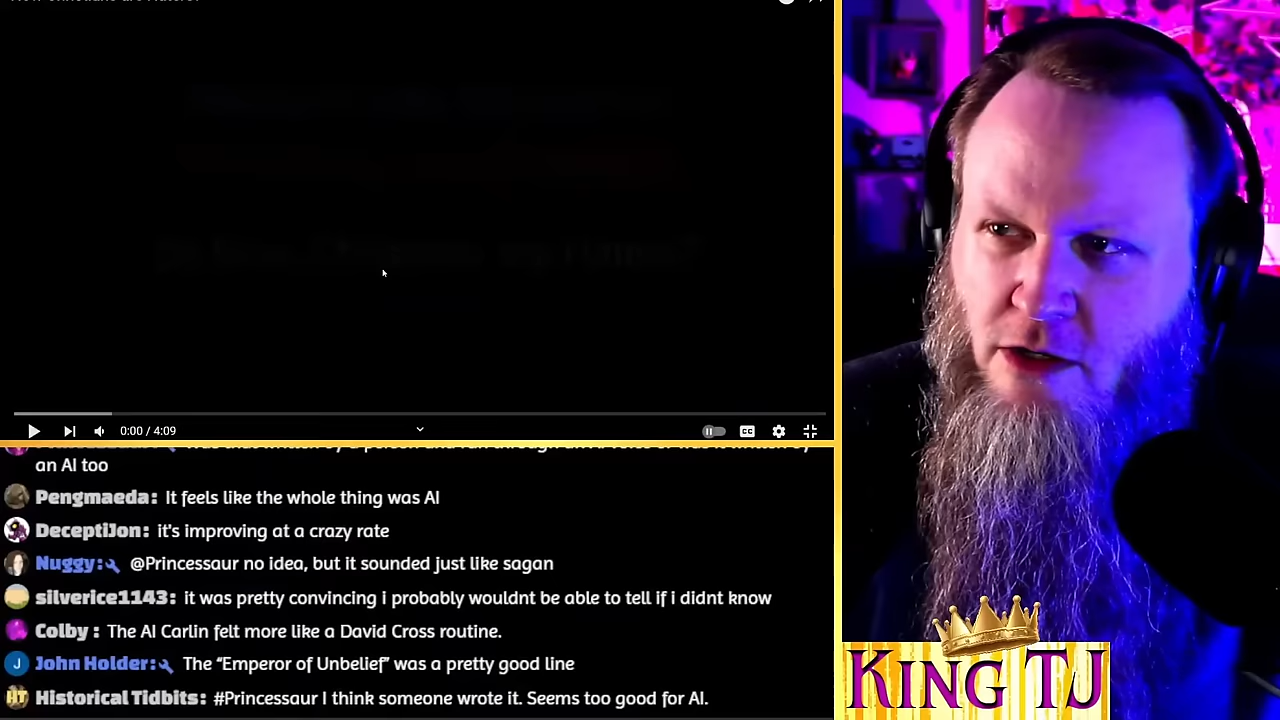 0:00 / 4:09
CC
an AI too
Pengmaeda: It feels like the whole thing was AI
DeceptiJon: it's improving at a crazy rate
Nuggy: @Princessaur no idea, but it sounded just like sagan
silverice1143: it was pretty convincing i probably wouldnt be able to tell if i didnt know
Colby : The AI Carlin felt more like a David Cross routine.
J John Holder: The “Emperor of Unbelief” was a pretty good line
HT Historical Tidbits: #Princessaur I think someone wrote it. Seems too good for AI.
KING TJ